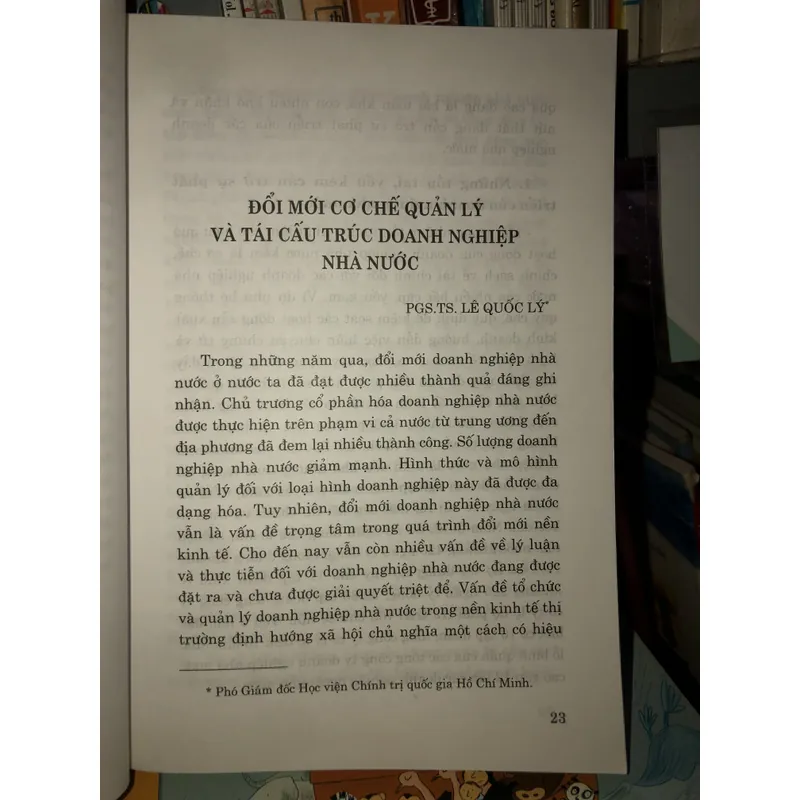 ĐỔI MỚI CƠ CHẾ QUẢN LÝ
VÀ TÁI CẤU TRÚC DOANH NGHIỆP
NHÀ NƯỚC
PGS.TS. LÊ QUỐC LÝ*
Trong những năm qua, đổi mới doanh nghiệp nhà
nước ở nước ta đã đạt được nhiều thành quả đáng ghi
nhận. Chủ trương cổ phần hóa doanh nghiệp nhà nước
được thực hiện trên phạm vi cả nước từ trung ương đến
địa phương đã đem lại nhiều thành công. Số lượng doanh
nghiệp nhà nước giảm mạnh. Hình thức và mô hình
quản lý đối với loại hình doanh nghiệp này đã được đa
dạng hóa. Tuy nhiên, đổi mới doanh nghiệp nhà nước
vẫn là vấn đề trọng tâm trong quá trình đổi mới nền
kinh tế. Cho đến nay vẫn còn nhiều vấn đề về lý luận
và thực tiễn đối với doanh nghiệp nhà nước đang được
đặt ra và chưa được giải quyết triệt để. Vấn đề tổ chức
và quản lý doanh nghiệp nhà nước trong nền kinh tế thị
trường định hướng xã hội chủ nghĩa một cách có hiệu
* Phó Giám đốc Học viện Chính trị quốc gia Hồ Chí Minh.
23